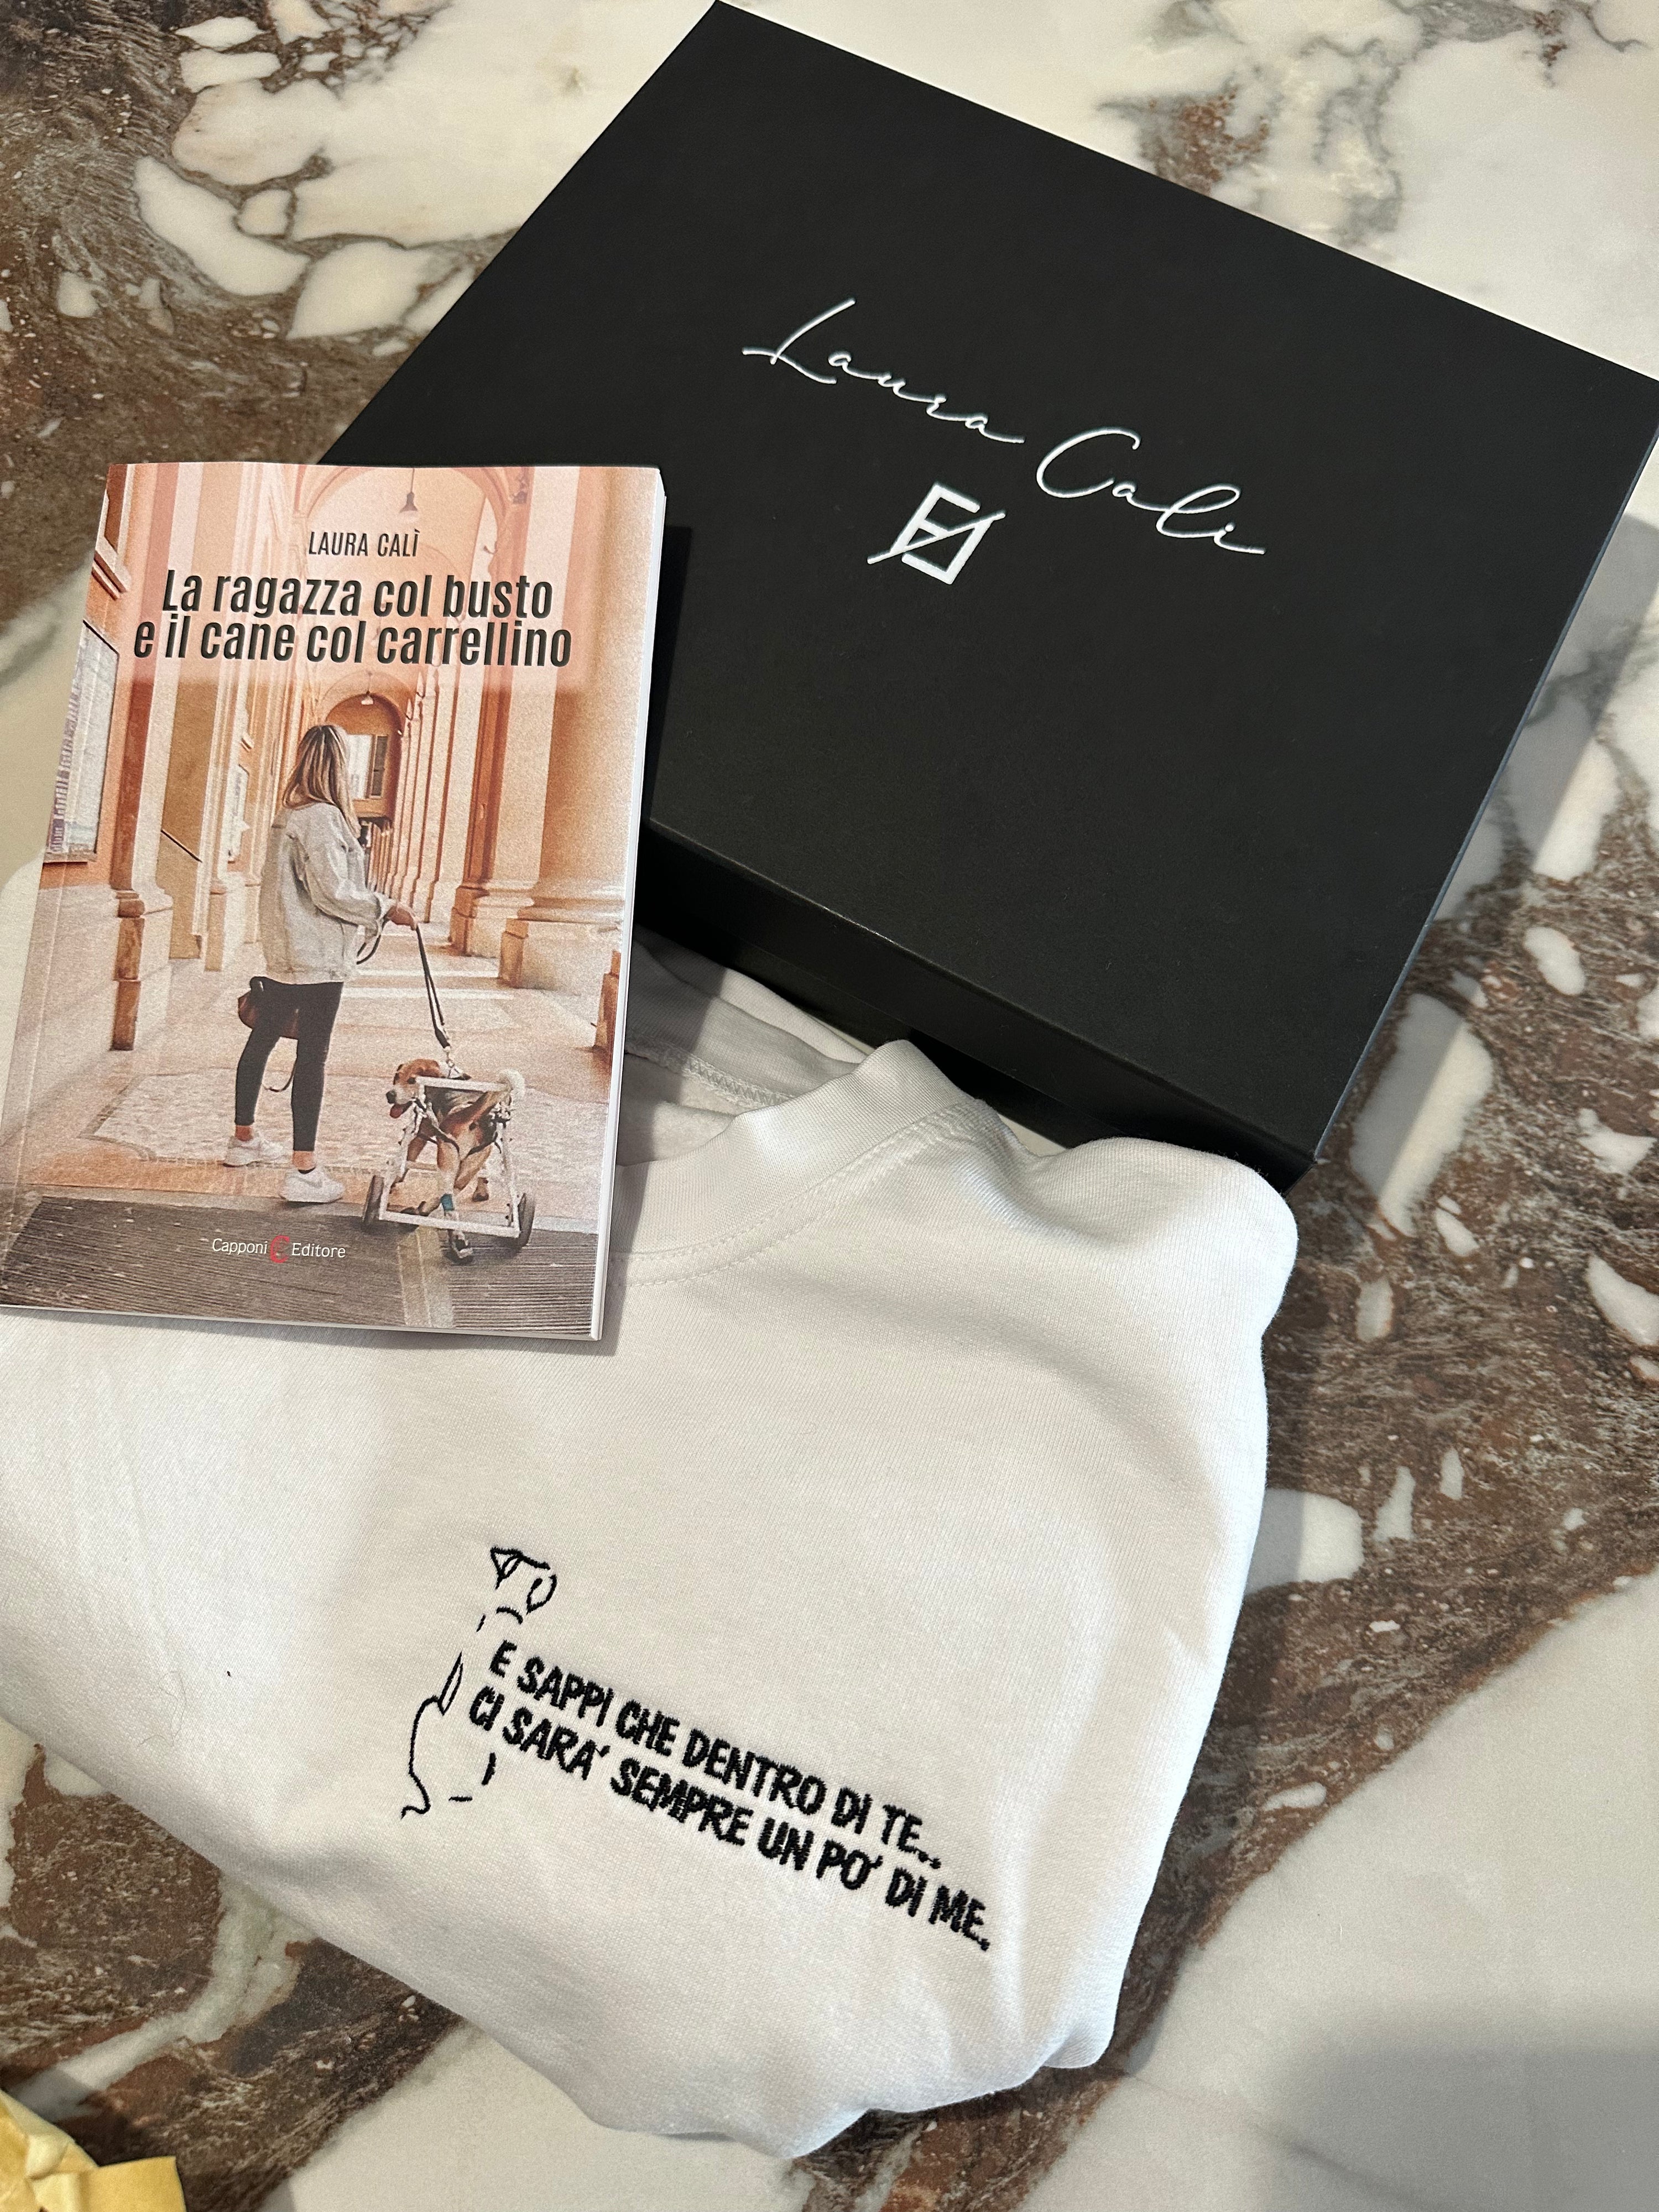 Laura Calì
LAURA CALÌ
La ragazza col busto
e il cane col carrellino
Capponi Editore
E SAPPI CHE DENTRO DI TE...
CI SARA' SEMPRE UN PO' DI ME.